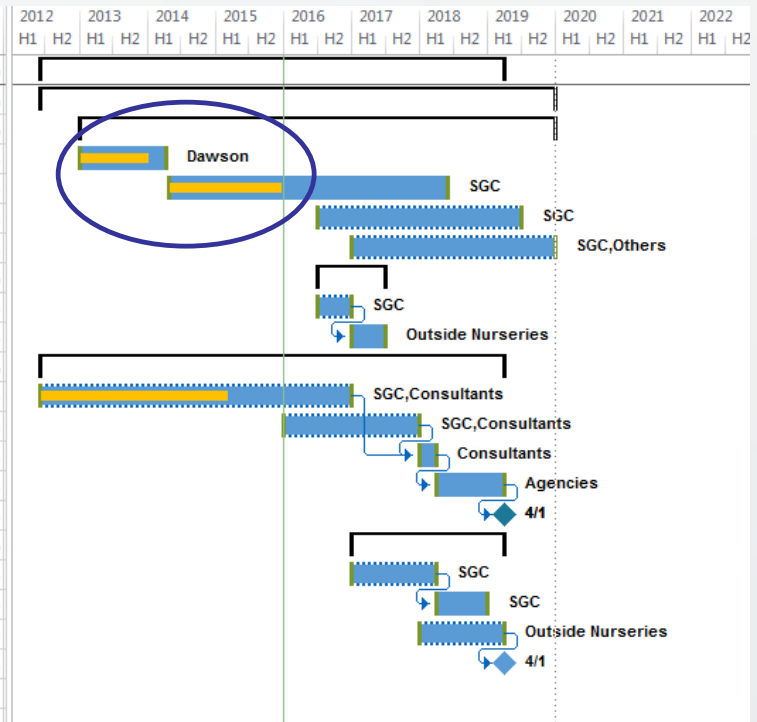 2012 2013 2014 2015 2016 2017 2018 2019 2020 2021 2022
H1 H2 H1 H2 H1 H2 H1 H2 H1 H2 H1 H2 H1 H2 H1 H2 H1 H2 H1 H2 H1 H2
Dawson
SGC
SGC
SGC,Others
SGC
Outside Nurseries
SGC,Consultants
SGC,Consultants
Consultants
Agencies
4/1
SGC
SGC
Outside Nurseries
4/1